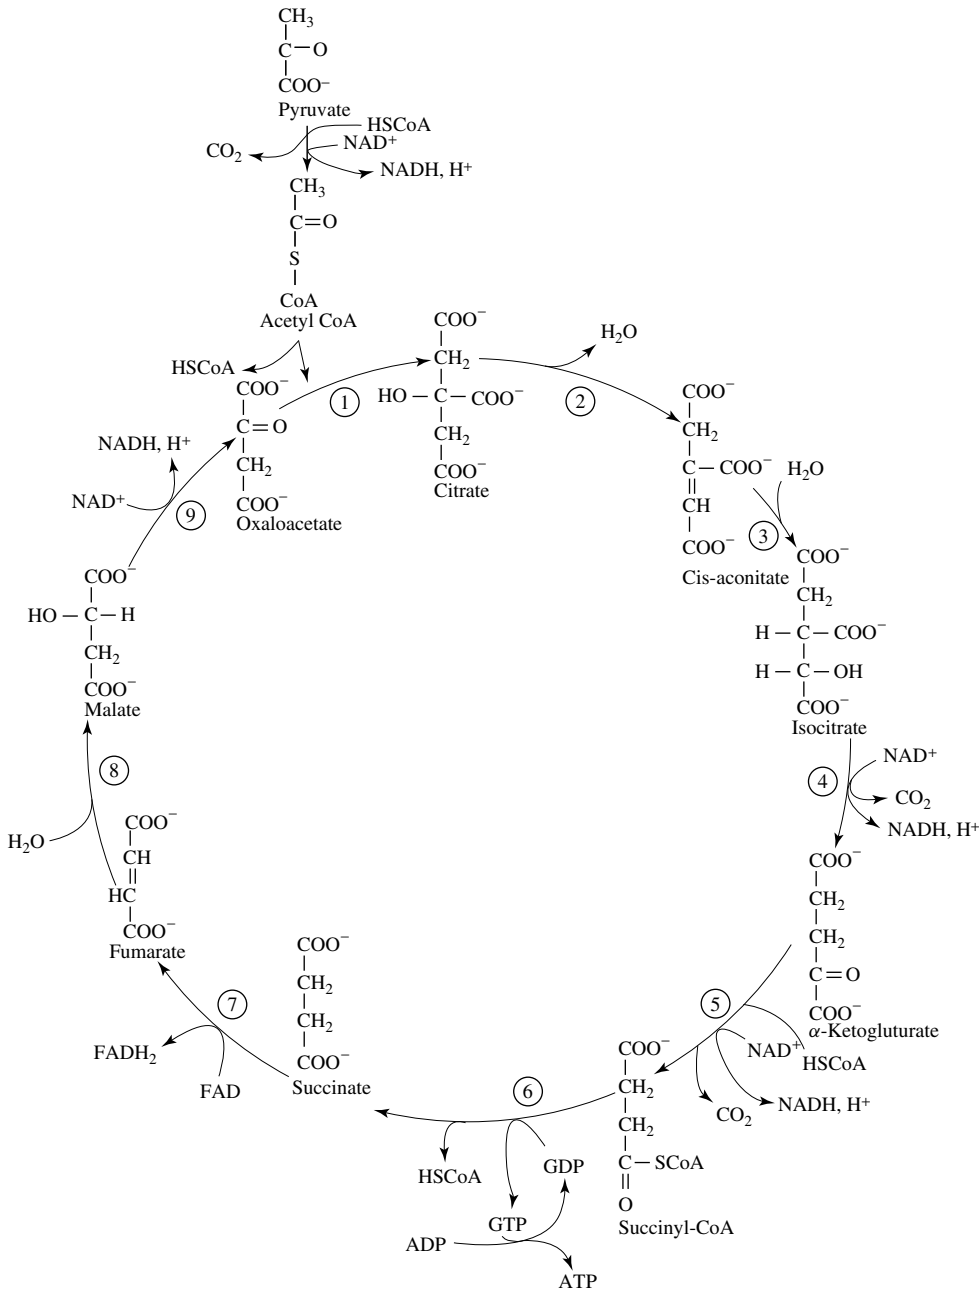 CH3
C—O
COO−
Pyruvate
HSCoA
NAD+
CO2
NADH, H+
CH3
C=O
S
CoA
Acetyl CoA
HSCoA
COO−
C=O
CH2
COO−
Oxaloacetate
1
COO−
CH2
HO—C—COO−
CH2
COO−
Citrate
2
H2O
COO−
CH2
C—COO−
CH
COO−
Cis-aconitate
3
H2O
COO−
CH2
H—C—COO−
H—C—OH
COO−
Isocitrate
4
NAD+
CO2
NADH, H+
COO−
CH2
CH2
C=O
COO−
α-Ketogluturate
5
NAD+
HSCoA
NADH, H+
CO2
COO−
CH2
CH2
C—SCoA
O
Succinyl-CoA
6
HSCoA
GDP
GTP
ADP
ATP
COO−
CH2
CH2
COO−
Succinate
7
FADH2
FAD
COO−
CH
HC
COO−
Fumarate
8
H2O
COO−
HO—C—H
CH2
COO−
Malate
9
NAD+
NADH, H+